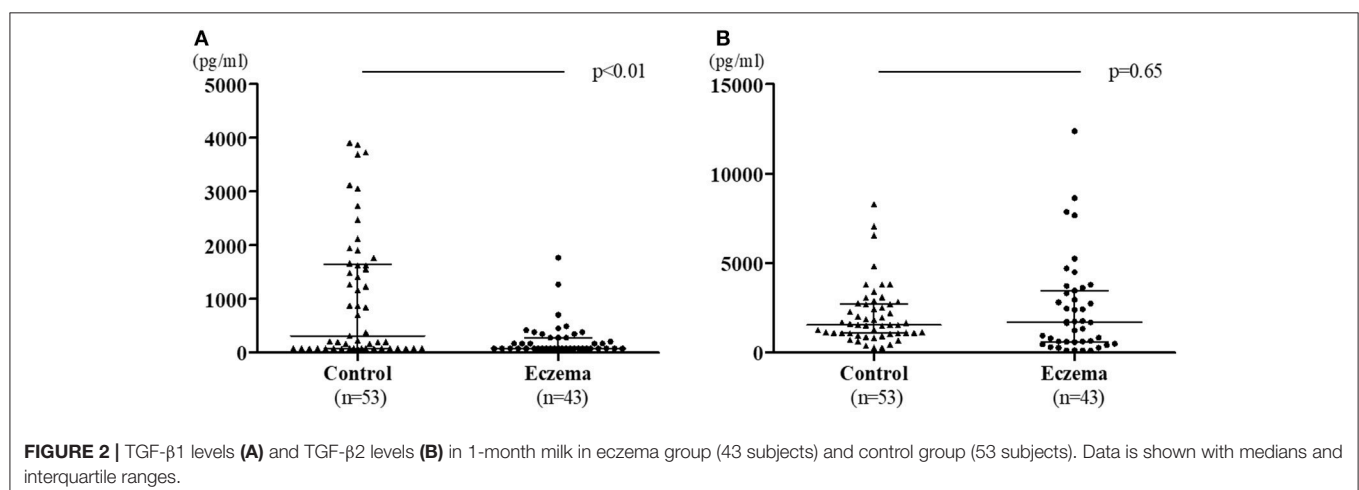 A
(pg/ml)
p<0.01
5000
4000
3000
2000
1000
0
Control
(n=53)
Eczema
(n=43)
B
(pg/ml)
p=0.65
15000
10000
5000
0
Control
(n=53)
Eczema
(n=43)
FIGURE 2 | TGF-β1 levels (A) and TGF-β2 levels (B) in 1-month milk in eczema group (43 subjects) and control group (53 subjects). Data is shown with medians and
interquartile ranges.